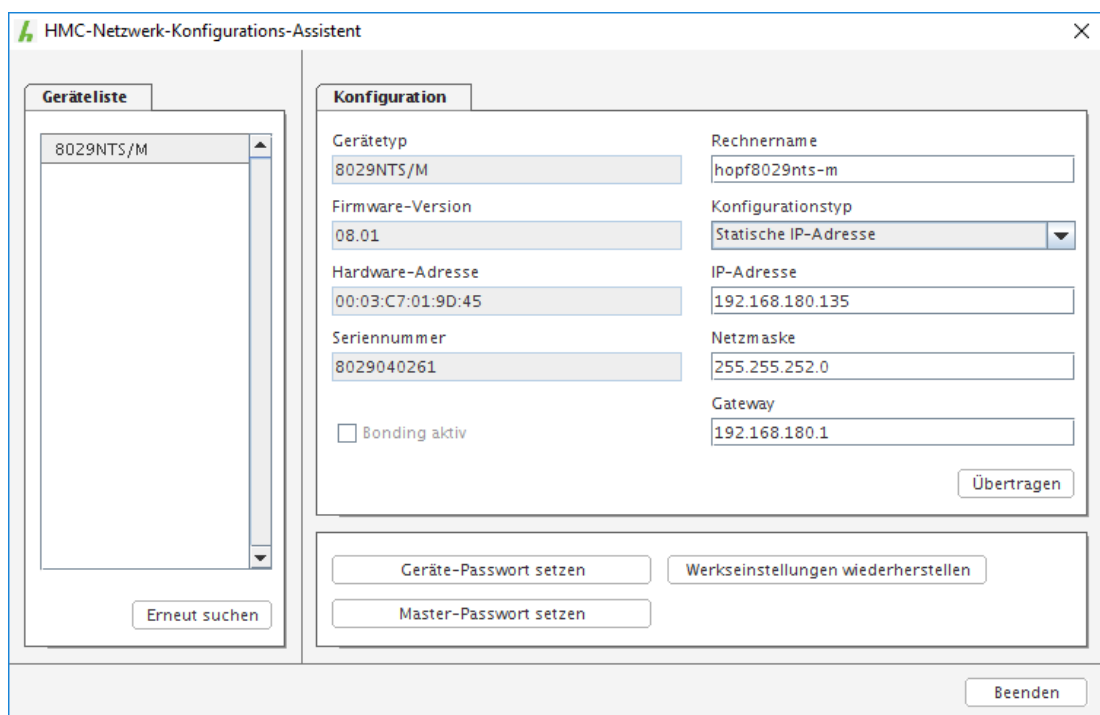 HMC-Netzwerk-Konfigurations-Assistent
Geräteliste
8029NTS/M
Erneut suchen
Konfiguration
Gerätetyp
8029NTS/M
Firmware-Version
08.01
Hardware-Adresse
00:03:C7:01:9D:45
Seriennummer
8029040261
Bonding aktiv
Rechnername
hopf8029nts-m
Konfigurationstyp
Statische IP-Adresse
IP-Adresse
192.168.180.135
Netzmaske
255.255.252.0
Gateway
192.168.180.1
Übertragen
Geräte-Passwort setzen
Werkseinstellungen wiederherstellen
Master-Passwort setzen
Beenden